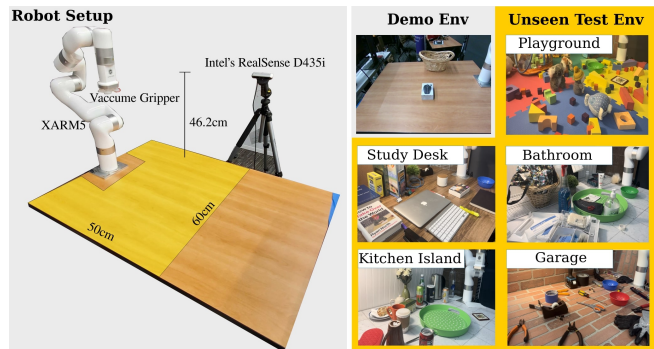 Robot Setup
Intel's RealSense D435i
Vaccume Gripper
46.2cm
XARM5
60cm
50cm
Demo Env
Unseen Test Env
Playground
Study Desk
Bathroom
Kitchen Island
Garage